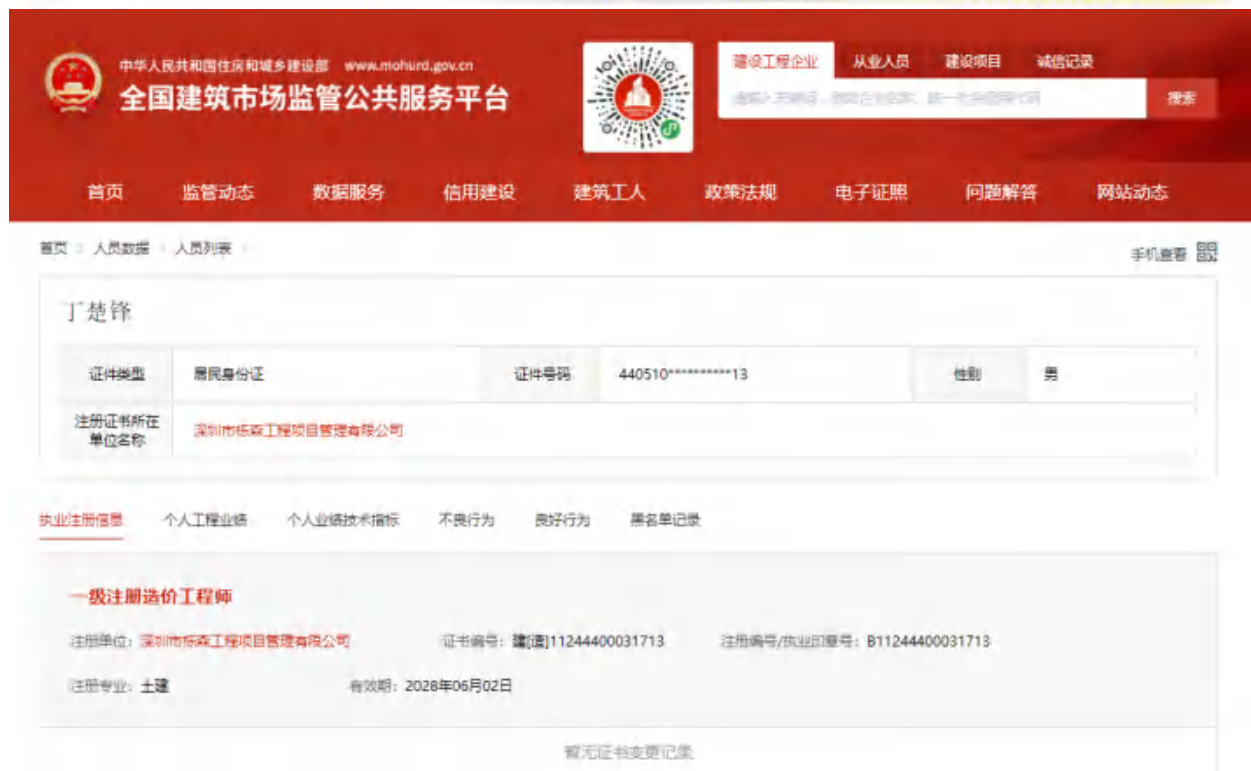 中华人民共和国住房和城乡建设部 www.mohurd.gov.cn
全国建筑市场监管公共服务平台
建设工程企业 从业人员 建设项目 诚信记录
搜索
首页 监管动态 数据服务 信用建设 建筑工人 政策法规 电子证照 问题解答 网站动态
首页 人员数据 人员列表
手机查看
丁楚锋
证件类型 居民身份证 证件号码 440510**********13 性别 男
注册证书所在单位名称 深圳市栎森工程项目管理有限公司
执业注册信息 个人工程业绩 个人业绩技术指标 不良行为 良好行为 黑名单记录
一级注册造价工程师
注册单位：深圳市栎森工程项目管理有限公司 证书编号：建[造]11244400031713 注册编号/执业印章号：B11244400031713
注册专业：土建 有效期：2028年06月02日
暂无证书变更记录